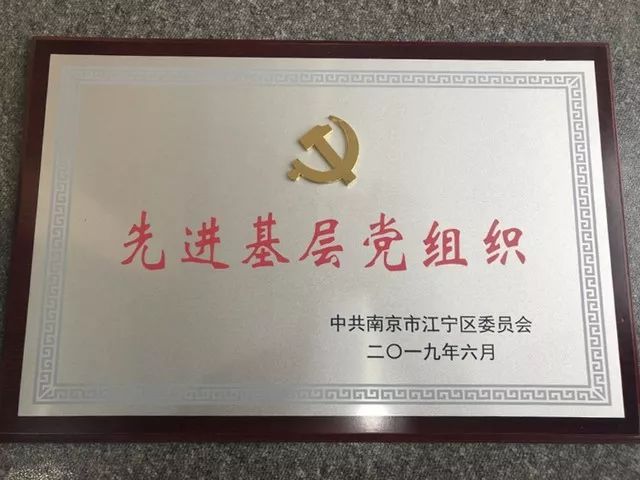 先进基层党组织
中共南京市江宁区委员会
二〇一九年六月